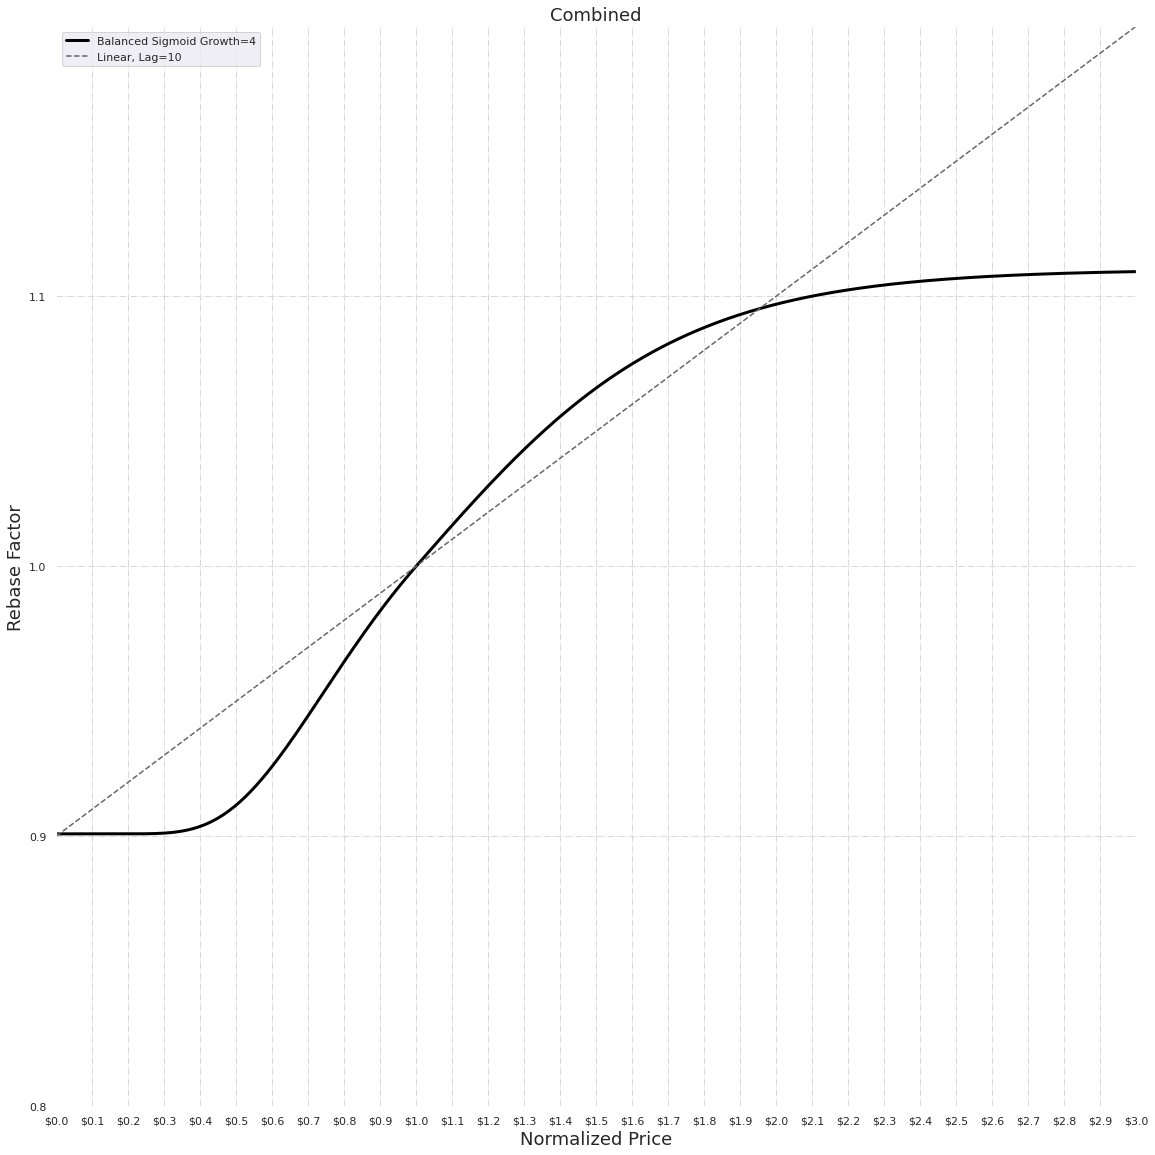 Combined
Balanced Sigmoid Growth=4
Linear, Lag=10
Rebase Factor
1.1
1.0
0.9
0.8
$0.0 $0.1 $0.2 $0.3 $0.4 $0.5 $0.6 $0.7 $0.8 $0.9 $1.0 $1.1 $1.2 $1.3 $1.4 $1.5 $1.6 $1.7 $1.8 $1.9 $2.0 $2.1 $2.2 $2.3 $2.4 $2.5 $2.6 $2.7 $2.8 $2.9 $3.0
Normalized Price